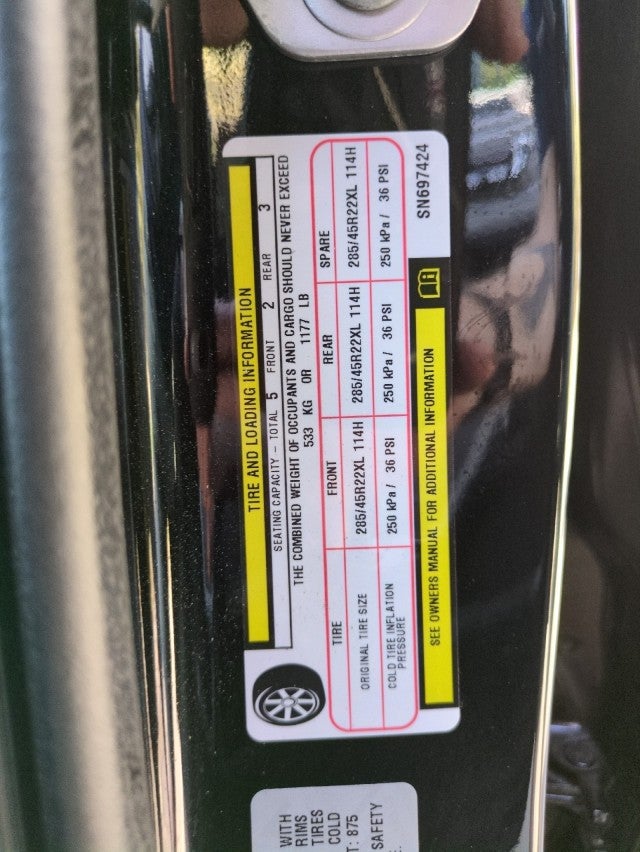 TIRE AND LOADING INFORMATION
SEATING CAPACITY – TOTAL 5 FRONT 2 REAR 3
THE COMBINED WEIGHT OF OCCUPANTS AND CARGO SHOULD NEVER EXCEED
533 KG OR 1177 LB
TIRE FRONT REAR SPARE
ORIGINAL TIRE SIZE 285/45R22XL 114H 285/45R22XL 114H 285/45R22XL 114H
COLD TIRE INFLATION
PRESSURE 250 kPa / 36 PSI 250 kPa / 36 PSI 250 kPa / 36 PSI
SEE OWNERS MANUAL FOR ADDITIONAL INFORMATION
SN697424
WITH
RIMS
TIRES
COLD
T: 875
SAFETY